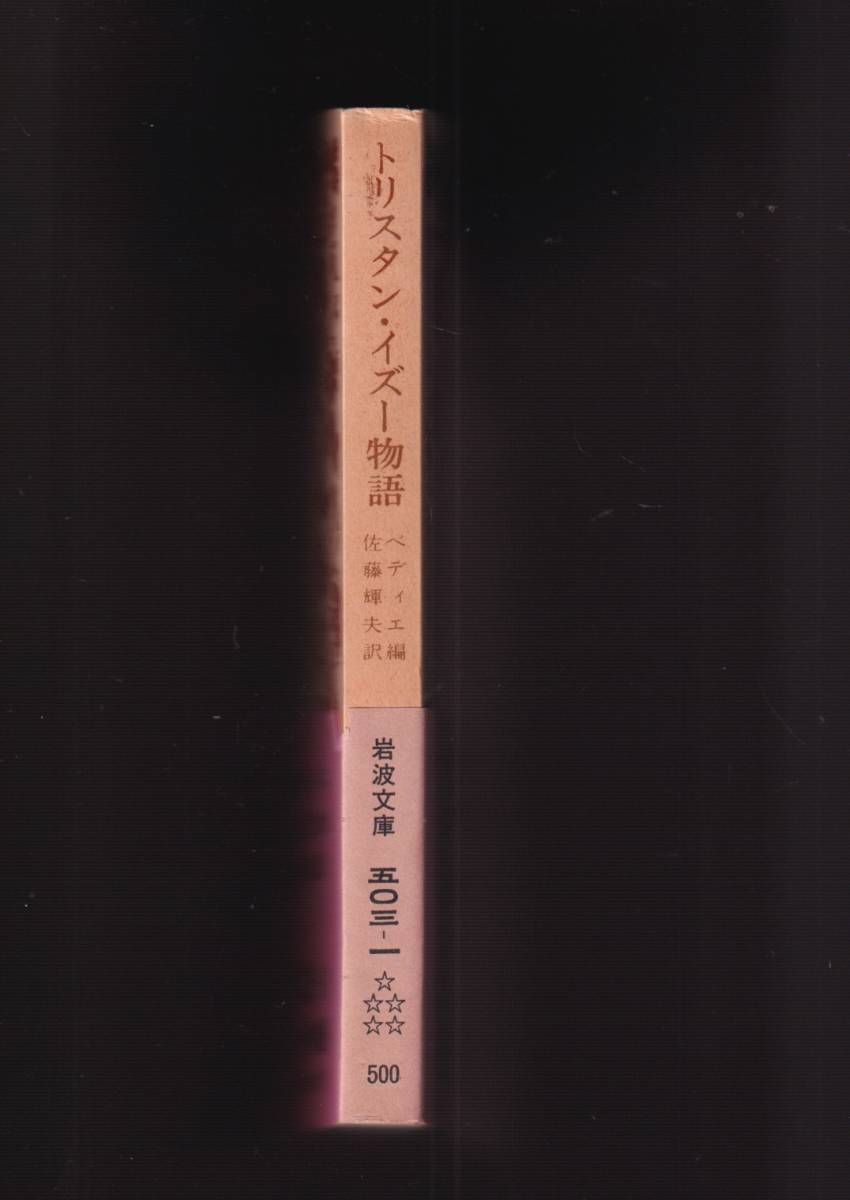 トリスタン・イズー物語
ベディエ編
佐藤輝夫訳
岩波文庫
五〇三-一
☆
☆☆
☆☆
500